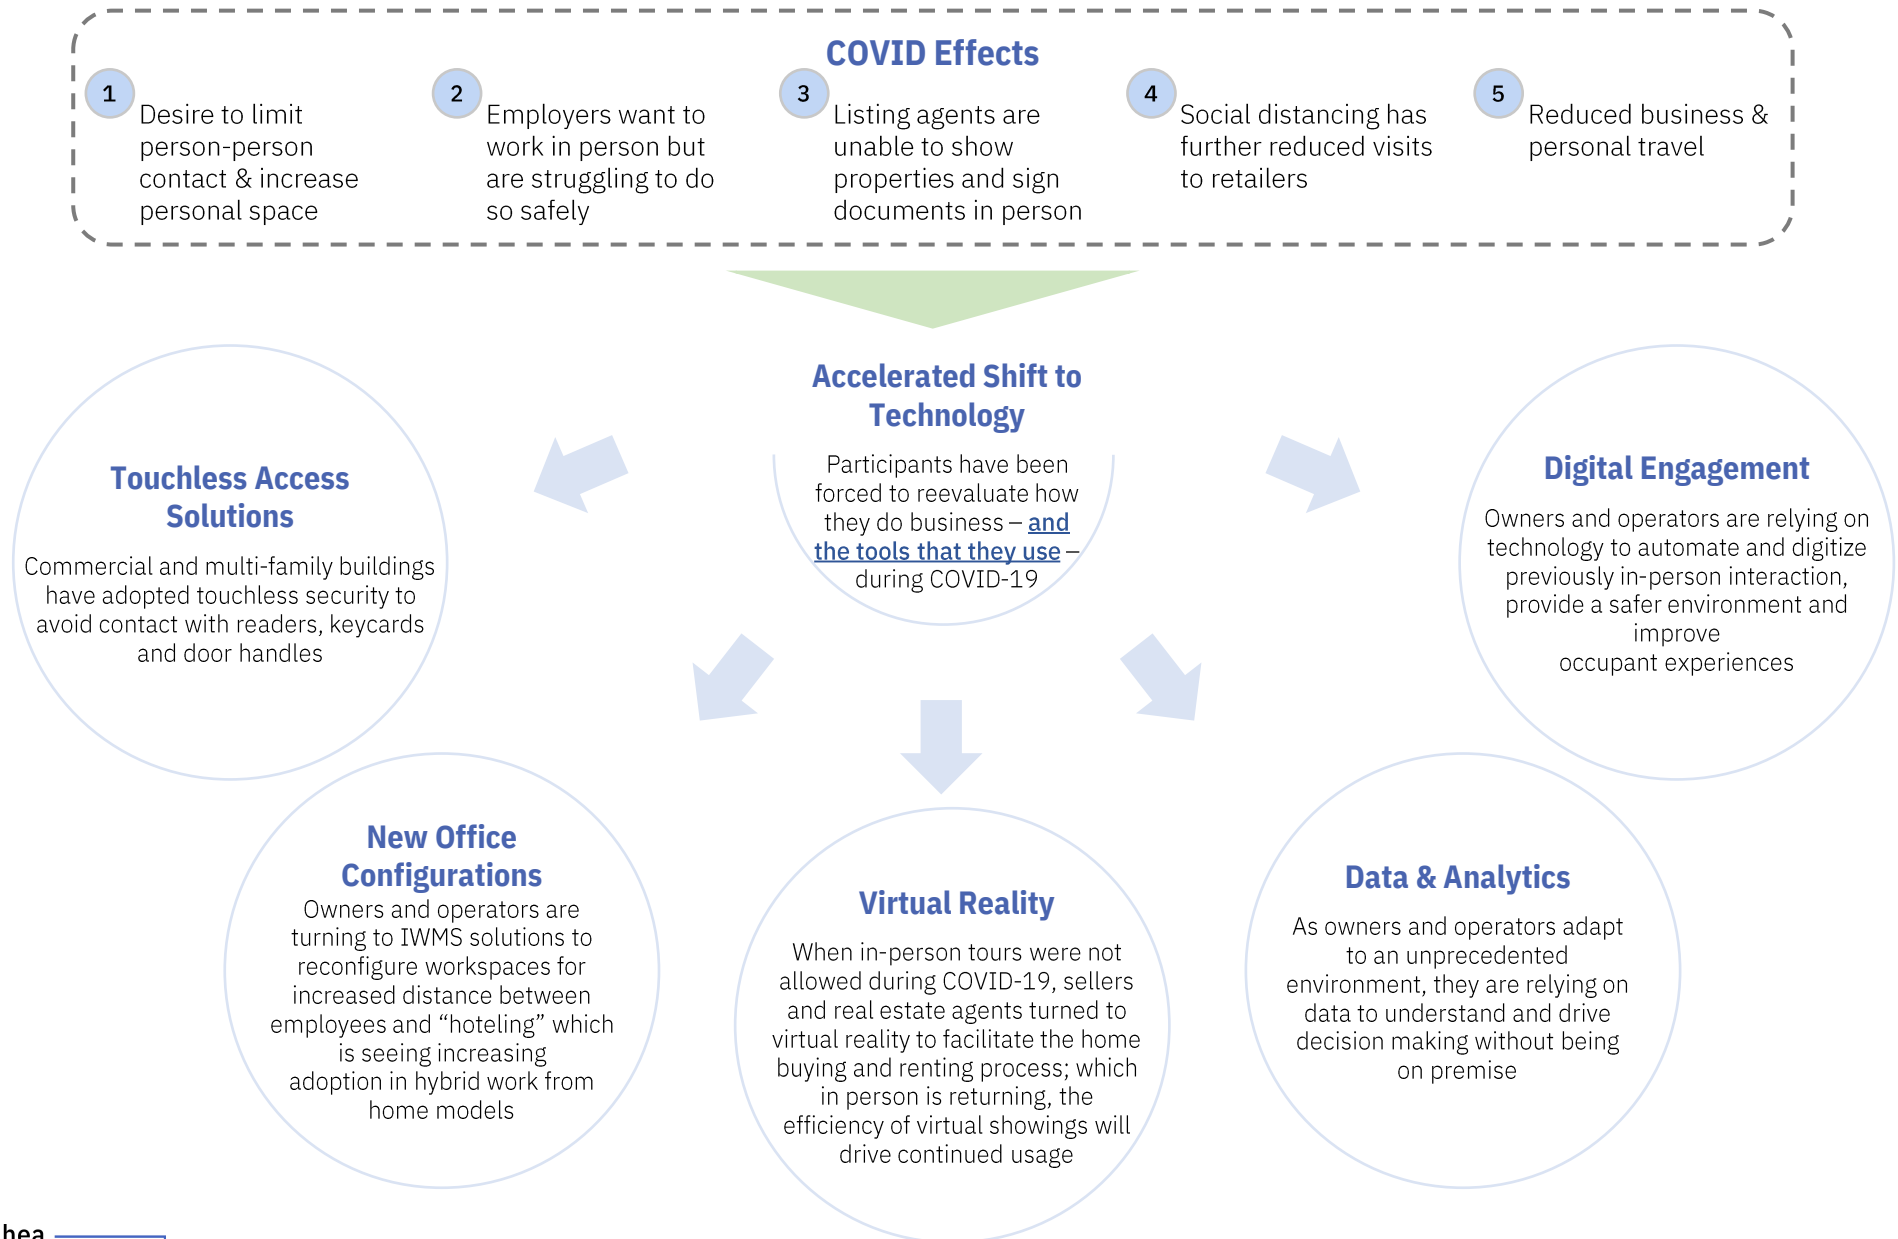 COVID Effects
1
Desire to limit
person-person
contact & increase
personal space
2
Employers want to
work in person but
are struggling to do
so safely
3
Listing agents are
unable to show
properties and sign
documents in person
4
Social distancing has
further reduced visits
to retailers
5
Reduced business &
personal travel
Accelerated Shift to
Technology
Participants have been
forced to reevaluate how
they do business – and
the tools that they use –
during COVID-19
Touchless Access
Solutions
Commercial and multi-family buildings
have adopted touchless security to
avoid contact with readers, keycards
and door handles
Digital Engagement
Owners and operators are relying on
technology to automate and digitize
previously in-person interaction,
provide a safer environment and
improve
occupant experiences
New Office
Configurations
Owners and operators are
turning to IWMS solutions to
reconfigure workspaces for
increased distance between
employees and “hoteling” which
is seeing increasing
adoption in hybrid work from
home models
Virtual Reality
When in-person tours were not
allowed during COVID-19, sellers
and real estate agents turned to
virtual reality to facilitate the home
buying and renting process; which
in person is returning, the
efficiency of virtual showings will
drive continued usage
Data & Analytics
As owners and operators adapt
to an unprecedented
environment, they are relying on
data to understand and drive
decision making without being
on premise